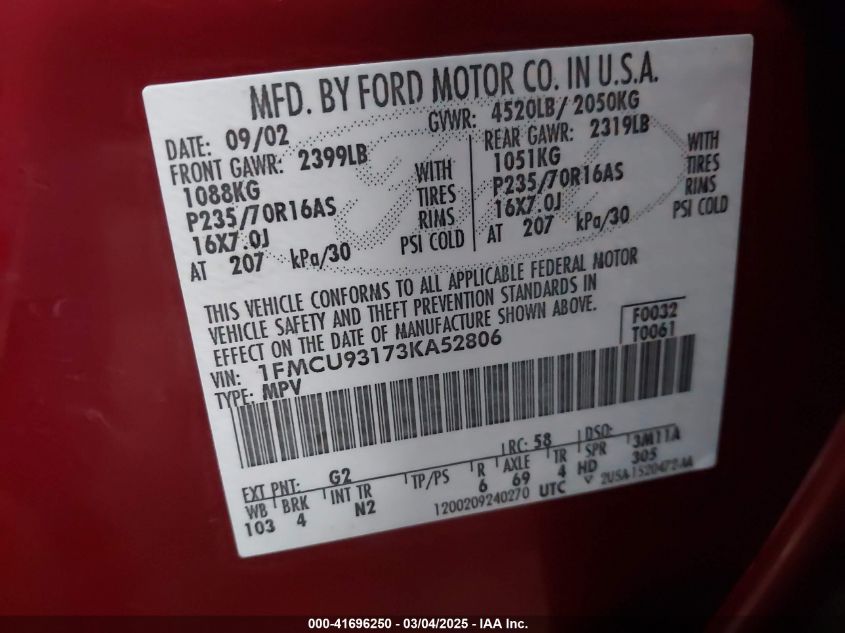 MFD. BY FORD MOTOR CO. IN U.S.A.
DATE: 09/02 GVWR: 4520LB/ 2050KG
FRONT GAWR: 2399LB REAR GAWR: 2319LB
1088KG WITH 1051KG WITH
P235/70R16AS TIRES P235/70R16AS TIRES
16X7.0J RIMS 16X7.0J RIMS
AT 207 kPa/30 PSI COLD AT 207 kPa/30 PSI COLD
THIS VEHICLE CONFORMS TO ALL APPLICABLE FEDERAL MOTOR
VEHICLE SAFETY AND THEFT PREVENTION STANDARDS IN
EFFECT ON THE DATE OF MANUFACTURE SHOWN ABOVE.
F0032
T0061
VIN: 1FMCU93173KA52806
TYPE: MPV
EXT PNT: G2 RC: 58 DSO:
WB BRK INT TR TP/PS R AXLE TR SPR 3M11A
103 4 N2 6 69 4 HD 305
1200209240270 UTC V 2U5A-1520472-AA
000-41696250 - 03/04/2025 - IAA Inc.